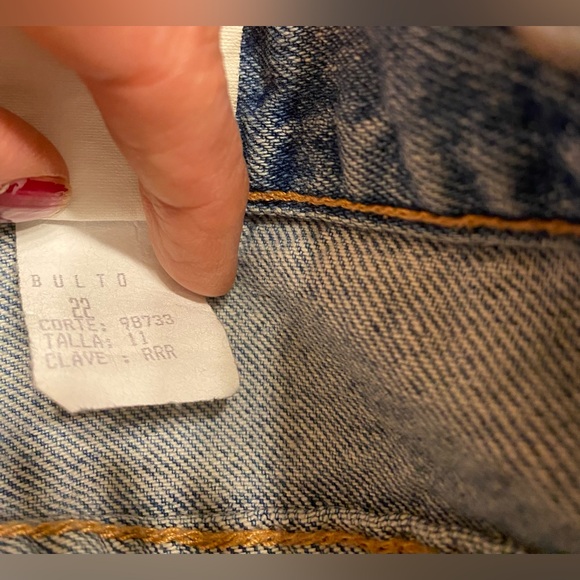 BULTO
22
CORTE: 98733
TALLA: 11
CLAVE : RRR